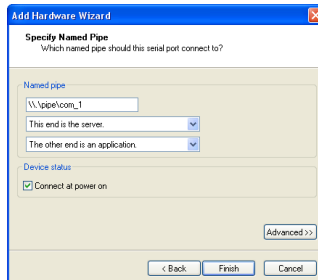 Add Hardware Wizard
Specify Named Pipe
Which named pipe should this serial port connect to?
Named pipe
\\.\pipe\com_1
This end is the server.
The other end is an application.
Device status
Connect at power on
Advanced >>
< Back
Finish
Cancel